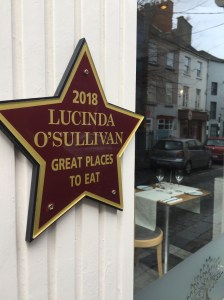 2018
LUCINDA
O'SULLIVAN
GREAT PLACES
TO EAT